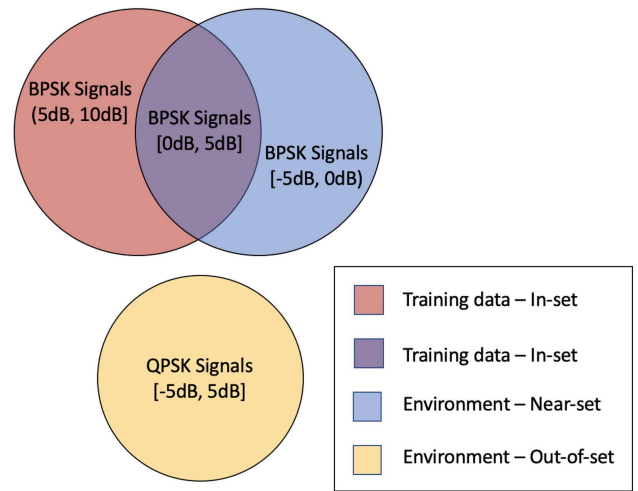 BPSK Signals
(5dB, 10dB]
BPSK Signals
[0dB, 5dB]
BPSK Signals
[-5dB, 0dB)
QPSK Signals
[-5dB, 5dB]
Training data – In-set
Training data – In-set
Environment – Near-set
Environment – Out-of-set